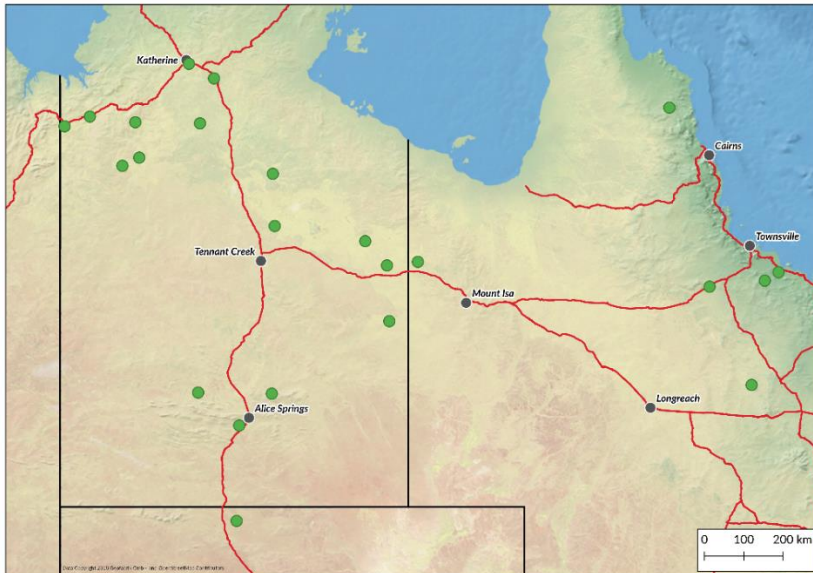 Katherine
Cairns
Townsville
Tennant Creek
Mount Isa
Longreach
Alice Springs
0 100 200 km